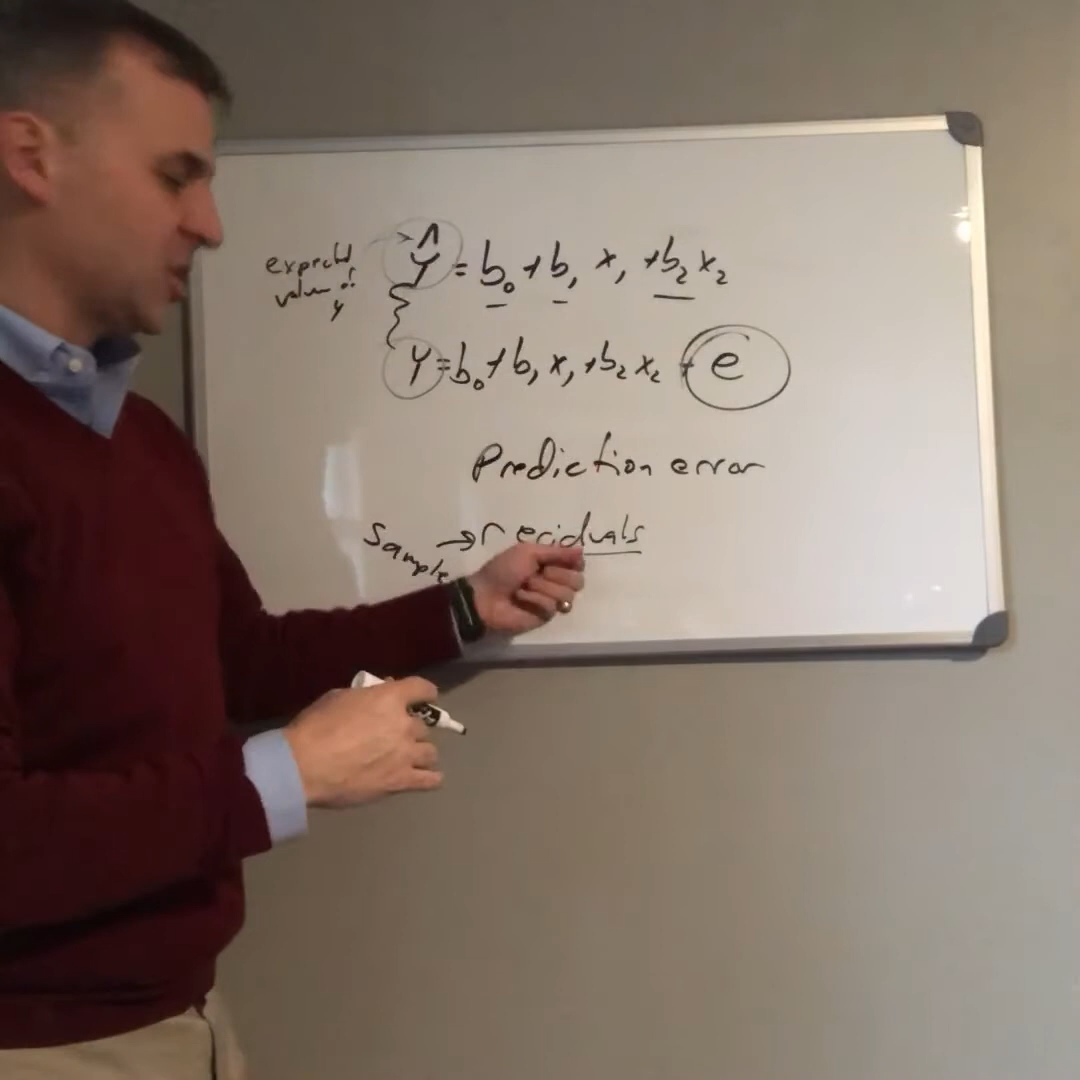 expected
value of
y
Ŷ = b₀ + b₁ x₁ + b₂ x₂
Y = b₀ + b₁ x₁ + b₂ x₂ + e
Prediction error
Sample → residuals